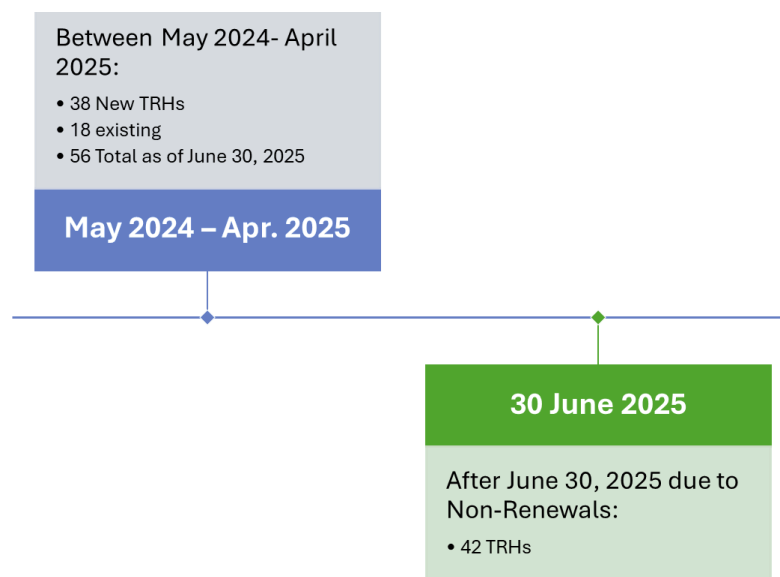 Between May 2024- April
2025:
• 38 New TRHs
• 18 existing
• 56 Total as of June 30, 2025
May 2024 – Apr. 2025
30 June 2025
After June 30, 2025 due to
Non-Renewals:
• 42 TRHs